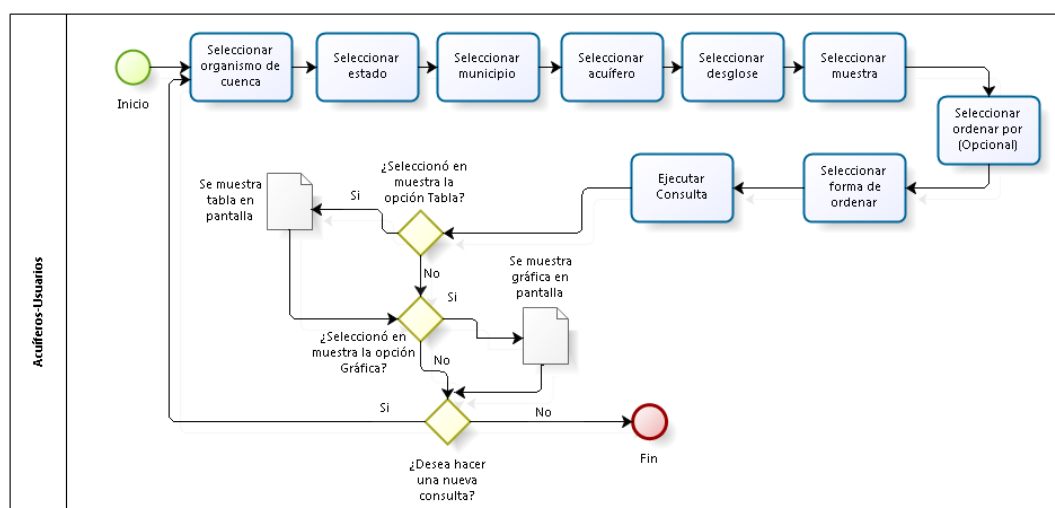 Acuíferos-Usuarios
Inicio
Seleccionar
organismo de
cuenca
Seleccionar
estado
Seleccionar
municipio
Seleccionar
acuífero
Seleccionar
desglose
Seleccionar
muestra
Seleccionar
ordenar por
(Opcional)
Seleccionar
forma de
ordenar
Ejecutar
Consulta
¿Seleccionó en
muestra la
opción Tabla?
Si
Se muestra
tabla en
pantalla
No
¿Seleccionó en
muestra la opción
Gráfica?
Si
Se muestra
gráfica en
pantalla
No
¿Desea hacer
una nueva
consulta?
Si
No
Fin